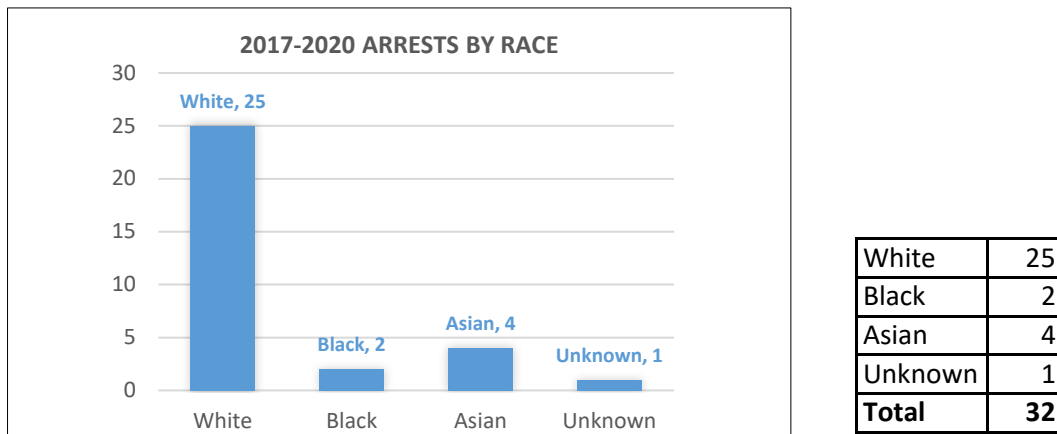 2017-2020 ARRESTS BY RACE
30
25
20
15
10
5
0
White, 25
Black, 2
Asian, 4
Unknown, 1
White Black Asian Unknown
White 25
Black 2
Asian 4
Unknown 1
Total 32